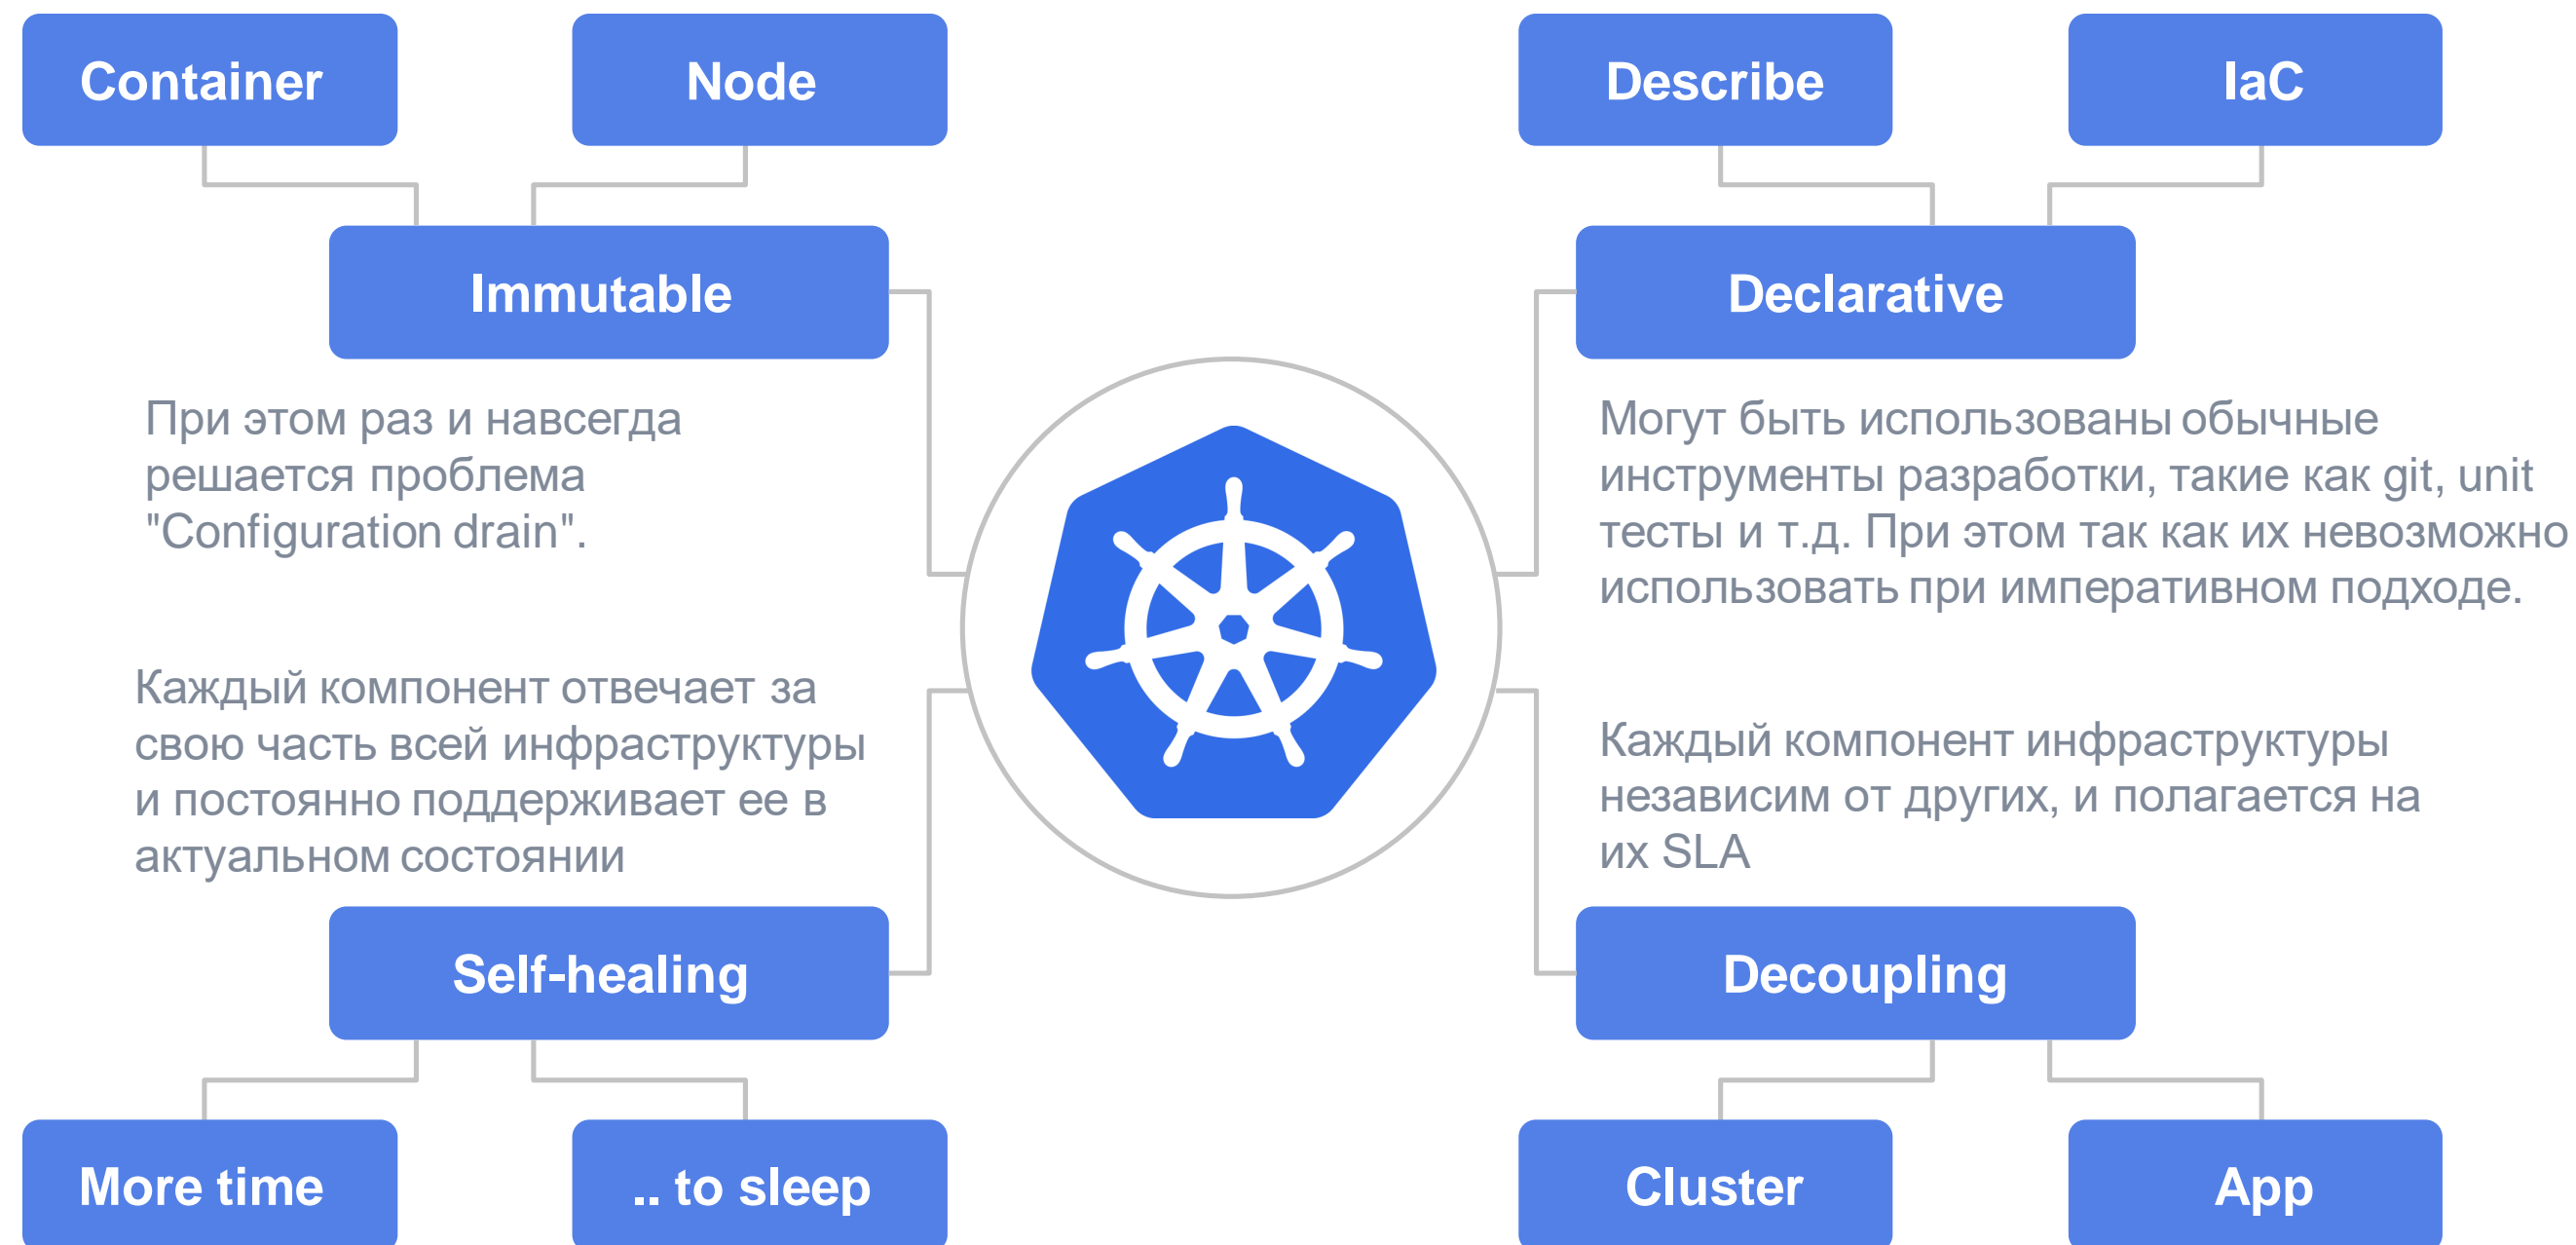 Container
Node
Describe
IaC
Immutable
Declarative
При этом раз и навсегда
решается проблема
"Configuration drain".
Могут быть использованы обычные
инструменты разработки, такие как git, unit
тесты и т.д. При этом так как их невозможно
использовать при императивном подходе.
Каждый компонент отвечает за
свою часть всей инфраструктуры
и постоянно поддерживает ее в
актуальном состоянии
Каждый компонент инфраструктуры
независим от других, и полагается на
их SLA
Self-healing
Decoupling
More time
.. to sleep
Cluster
App